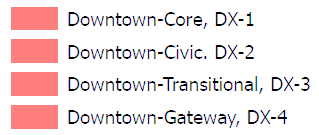 Downtown-Core, DX-1
Downtown-Civic. DX-2
Downtown-Transitional, DX-3
Downtown-Gateway, DX-4